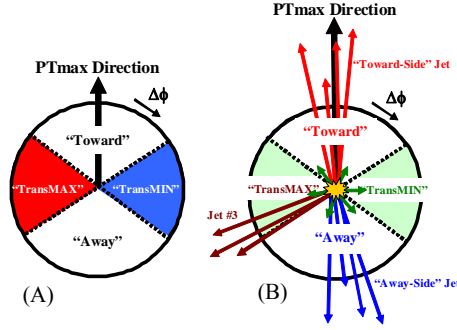 PTmax Direction
Δϕ
“Toward”
“TransMAX”
“TransMIN”
“Away”
(A)
PTmax Direction
“Toward-Side” Jet
Δϕ
“Toward”
“TransMAX”
TransMIN”
Jet #3
“Away”
“Away-Side” Jet
(B)